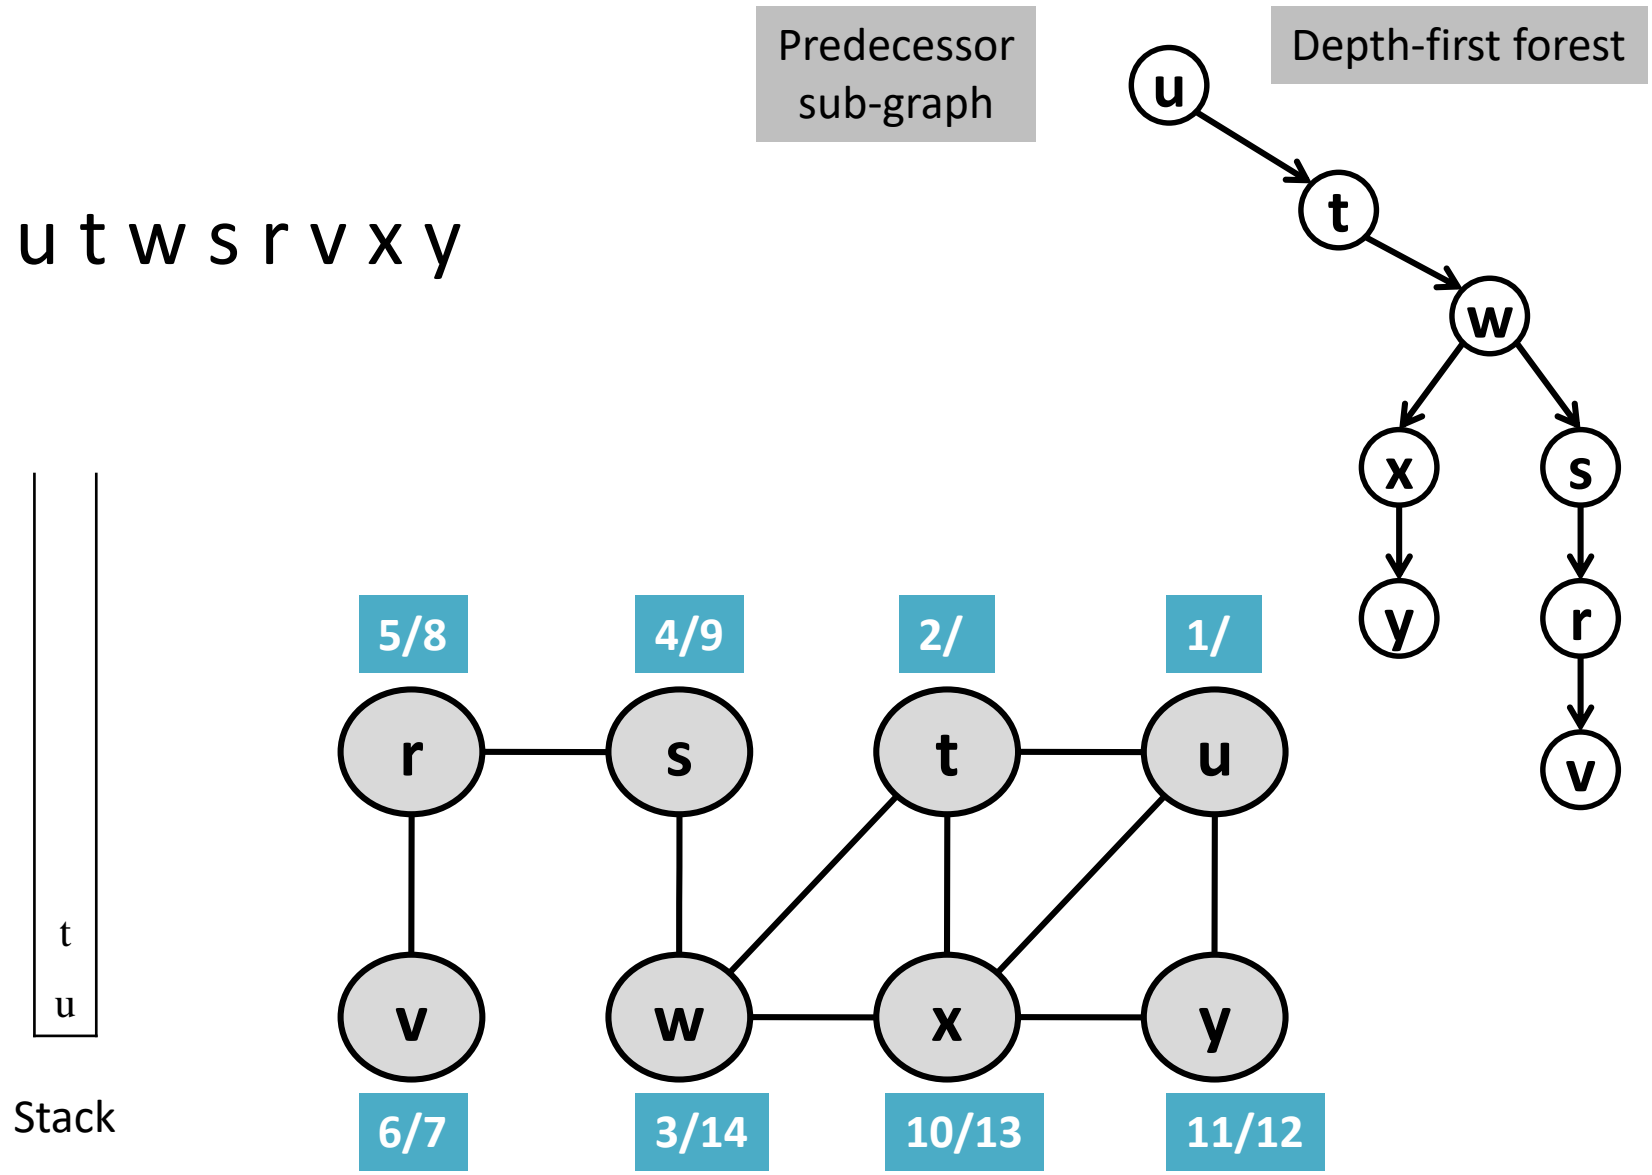 Predecessor
sub-graph
Depth-first forest
u
t
w
x
s
y
r
v
u t w s r v x y
5/8
4/9
2/
1/
r
s
t
u
v
w
x
y
6/7
3/14
10/13
11/12
t
u
Stack